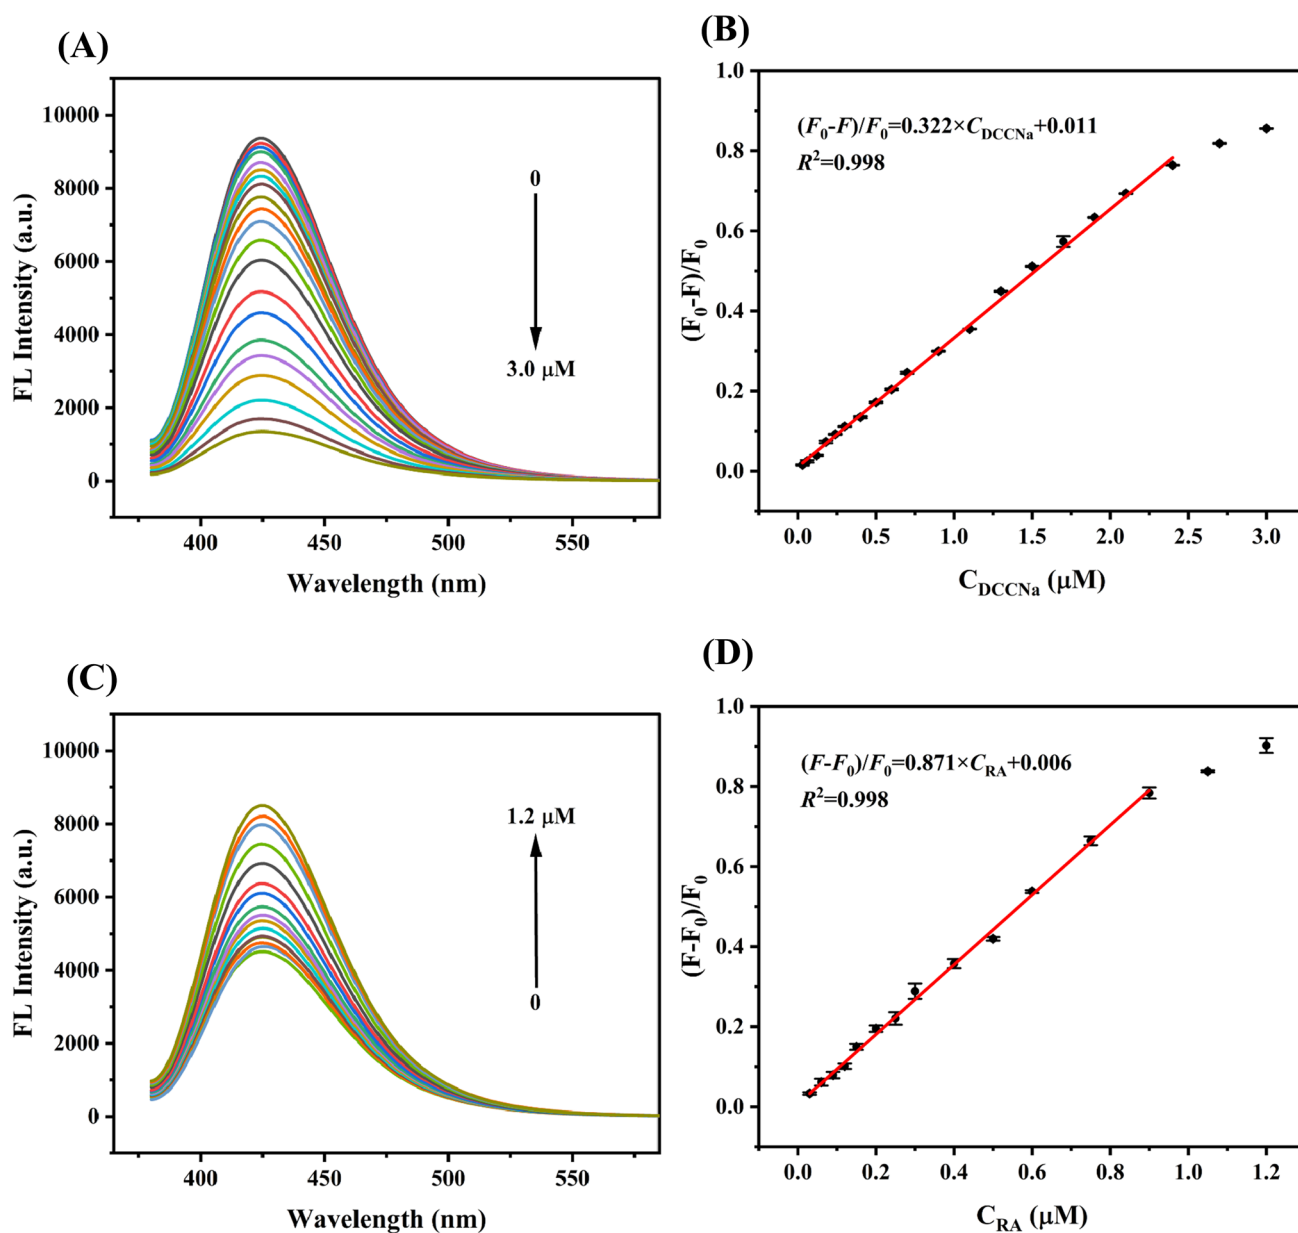 (A)
10000
8000
6000
4000
2000
0
400
450
500
550
FL Intensity (a.u.)
Wavelength (nm)
0
3.0 μM
(B)
1.0
0.8
0.6
0.4
0.2
0.0
0.0
0.5
1.0
1.5
2.0
2.5
3.0
(F₀-F)/F₀
C_DCCNa (μM)
(F₀-F)/F₀=0.322×C_DCCNa+0.011
R²=0.998
(C)
10000
8000
6000
4000
2000
0
400
450
500
550
FL Intensity (a.u.)
Wavelength (nm)
1.2 μM
0
(D)
1.0
0.8
0.6
0.4
0.2
0.0
0.0
0.2
0.4
0.6
0.8
1.0
1.2
(F-F₀)/F₀
C_RA (μM)
(F-F₀)/F₀=0.871×C_RA+0.006
R²=0.998